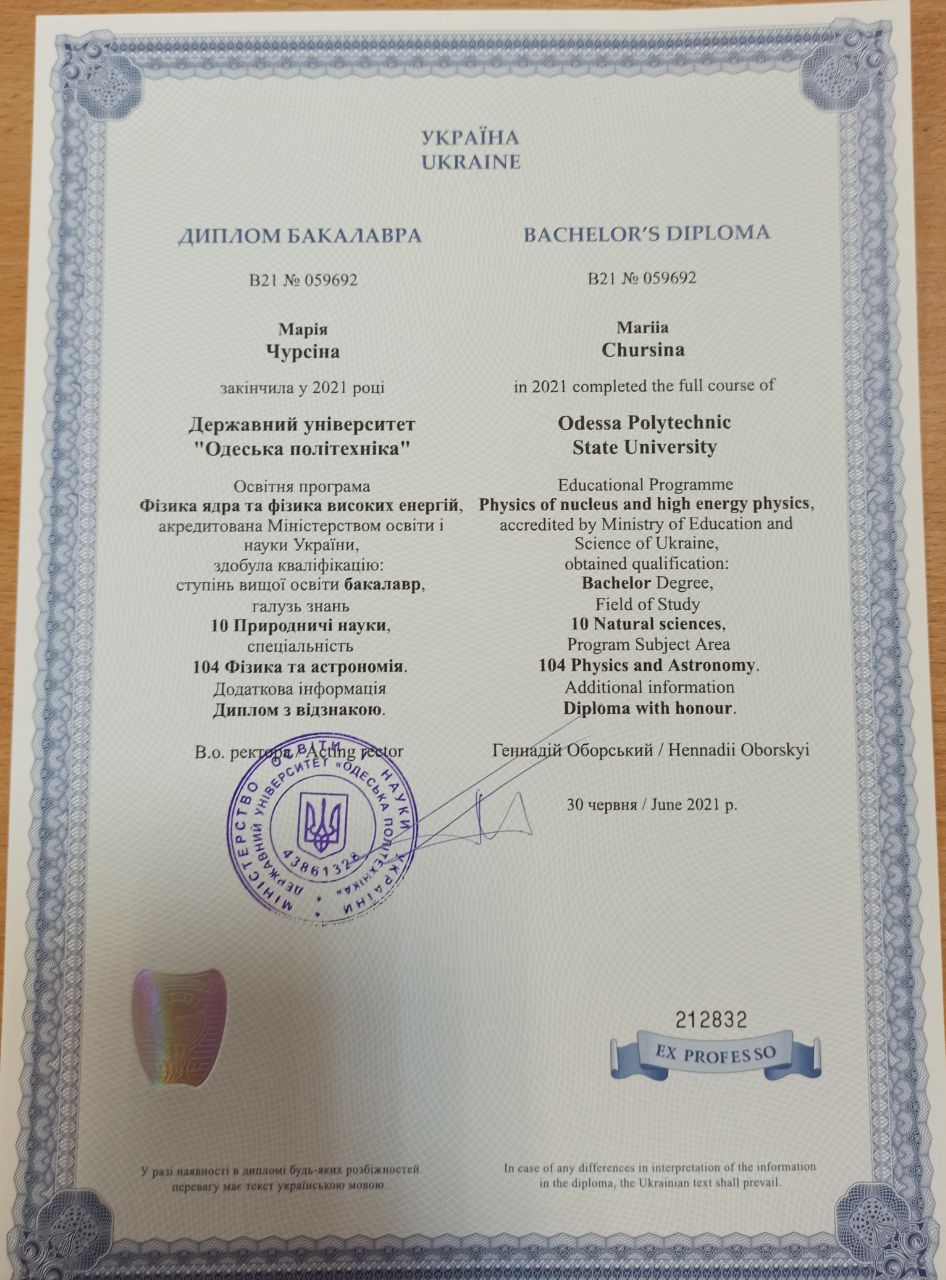 УКРАЇНА
UKRAINE
ДИПЛОМ БАКАЛАВРА
B21 № 059692
Марія
Чурсіна
закінчила у 2021 році
Державний університет
"Одеська політехніка"
Освітня програма
Фізика ядра та фізика високих енергій,
акредитована Міністерством освіти і
науки України,
здобула кваліфікацію:
ступінь вищої освіти бакалавр,
галузь знань
10 Природничі науки,
спеціальність
104 Фізика та астрономія.
Додаткова інформація
Диплом з відзнакою.
BACHELOR'S DIPLOMA
B21 № 059692
Mariia
Chursina
in 2021 completed the full course of
Odessa Polytechnic
State University
Educational Programme
Physics of nucleus and high energy physics,
accredited by Ministry of Education and
Science of Ukraine,
obtained qualification:
Bachelor Degree,
Field of Study
10 Natural sciences,
Program Subject Area
104 Physics and Astronomy.
Additional information
Diploma with honour.
В.о. ректора / Acting rector
Геннадій Оборський / Hennadii Oborskyi
30 червня / June 2021 р.
МІНІСТЕРСТВО ОСВІТИ І НАУКИ УКРАЇНИ
ДЕРЖАВНИЙ УНІВЕРСИТЕТ «ОДЕСЬКА ПОЛІТЕХНІКА»
43861328
212832
EX PROFESSO
У разі наявності в дипломі будь-яких розбіжностей
перевагу має текст українською мовою.
In case of any differences in interpretation of the information
in the diploma, the Ukrainian text shall prevail.